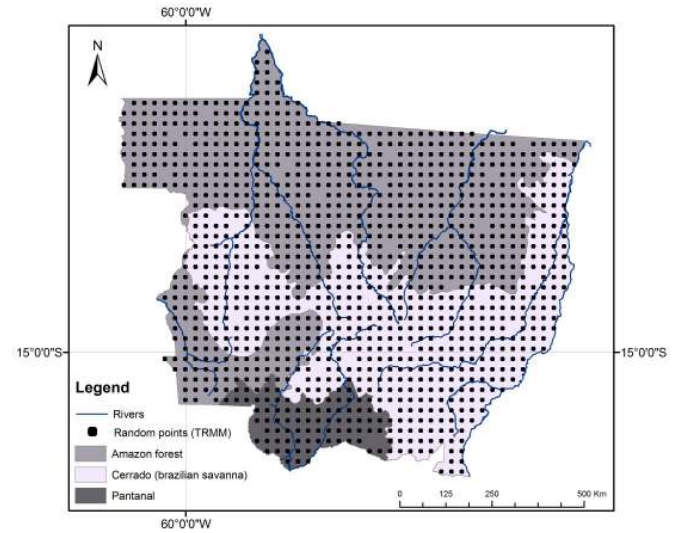 60°0'0"W
N
15°0'0"S
15°0'0"S
Legend
Rivers
Random points (TRMM)
Amazon forest
Cerrado (brazilian savanna)
Pantanal
0 125 250 500 Km
60°0'0"W